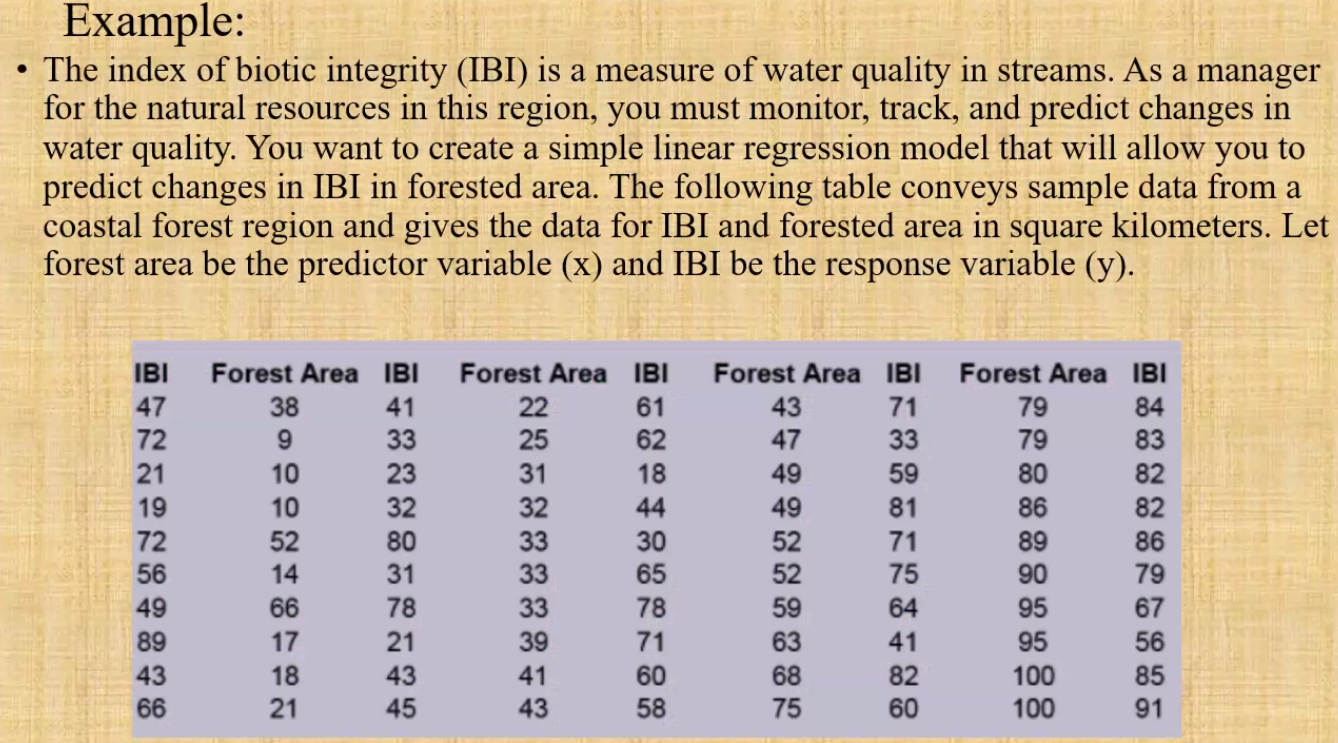 Example:
• The index of biotic integrity (IBI) is a measure of water quality in streams. As a manager
for the natural resources in this region, you must monitor, track, and predict changes in
water quality. You want to create a simple linear regression model that will allow you to
predict changes in IBI in forested area. The following table conveys sample data from a
coastal forest region and gives the data for IBI and forested area in square kilometers. Let
forest area be the predictor variable (x) and IBI be the response variable (y).
IBI Forest Area IBI Forest Area IBI Forest Area IBI Forest Area IBI
47 38 41 22 61 43 71 79 84
72 9 33 25 62 47 33 79 83
21 10 23 31 18 49 59 80 82
19 10 32 32 44 49 81 86 82
72 52 80 33 30 52 71 89 86
56 14 31 33 65 52 75 90 79
49 66 78 33 78 59 64 95 67
89 17 21 39 71 63 41 95 56
43 18 43 41 60 68 82 100 85
66 21 45 43 58 75 60 100 91